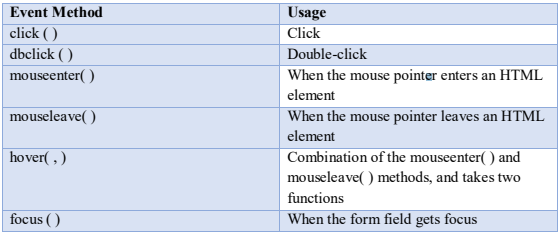 Event Method Usage
click ( ) Click
dbclick ( ) Double-click
mouseenter( ) When the mouse pointer enters an HTML
element
mouseleave( ) When the mouse pointer leaves an HTML
element
hover( , ) Combination of the mouseenter( ) and
mouseleave( ) methods, and takes two
functions
focus ( ) When the form field gets focus